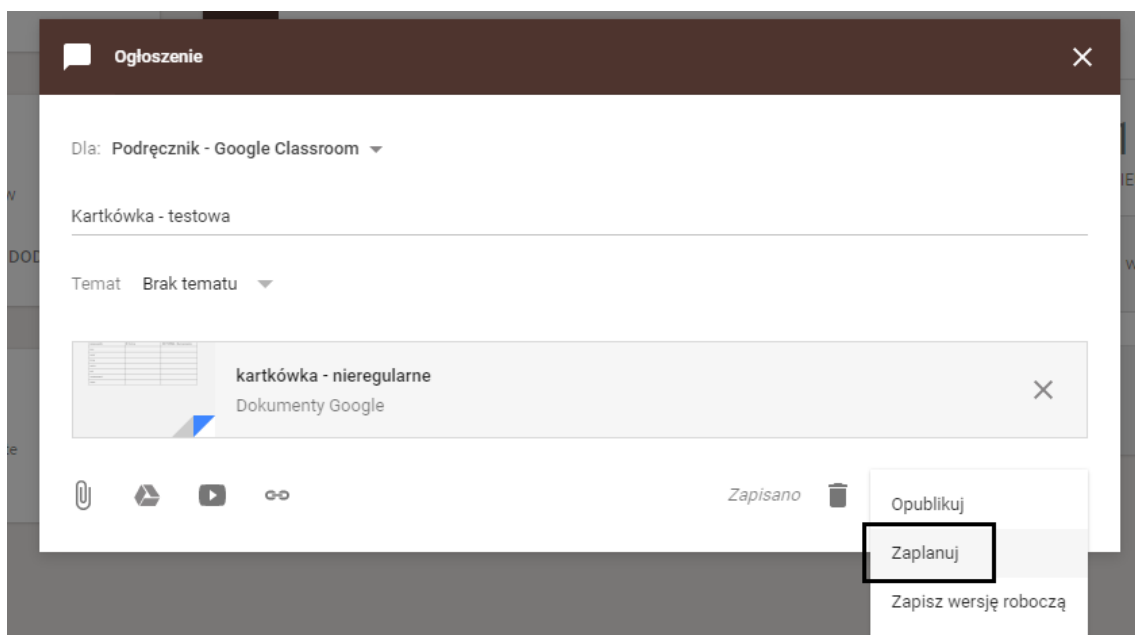 Ogłoszenie
Dla: Podręcznik - Google Classroom
Kartkówka - testowa
DOD
Temat Brak tematu
kartkówka - nieregularne
Dokumenty Google
Zapisano
Opublikuj
Zaplanuj
Zapisz wersję roboczą